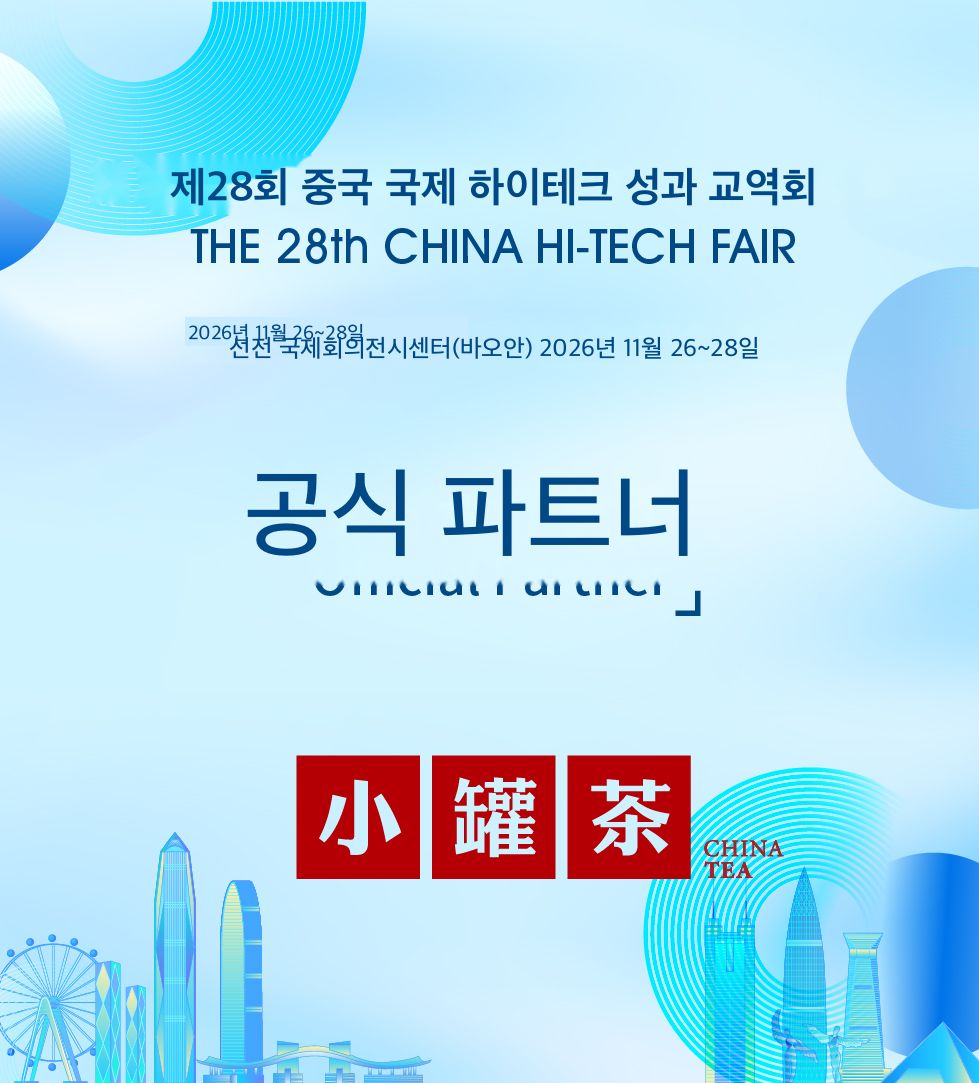 제28회 중국 국제 하이테크 성과 교역회
THE 28th CHINA HI-TECH FAIR
2026년 11월 26~28일
선전 국제회의전시센터(바오안) 2026년 11월 26~28일
공식 파트너
Official Partner
小罐茶
CHINA
TEA